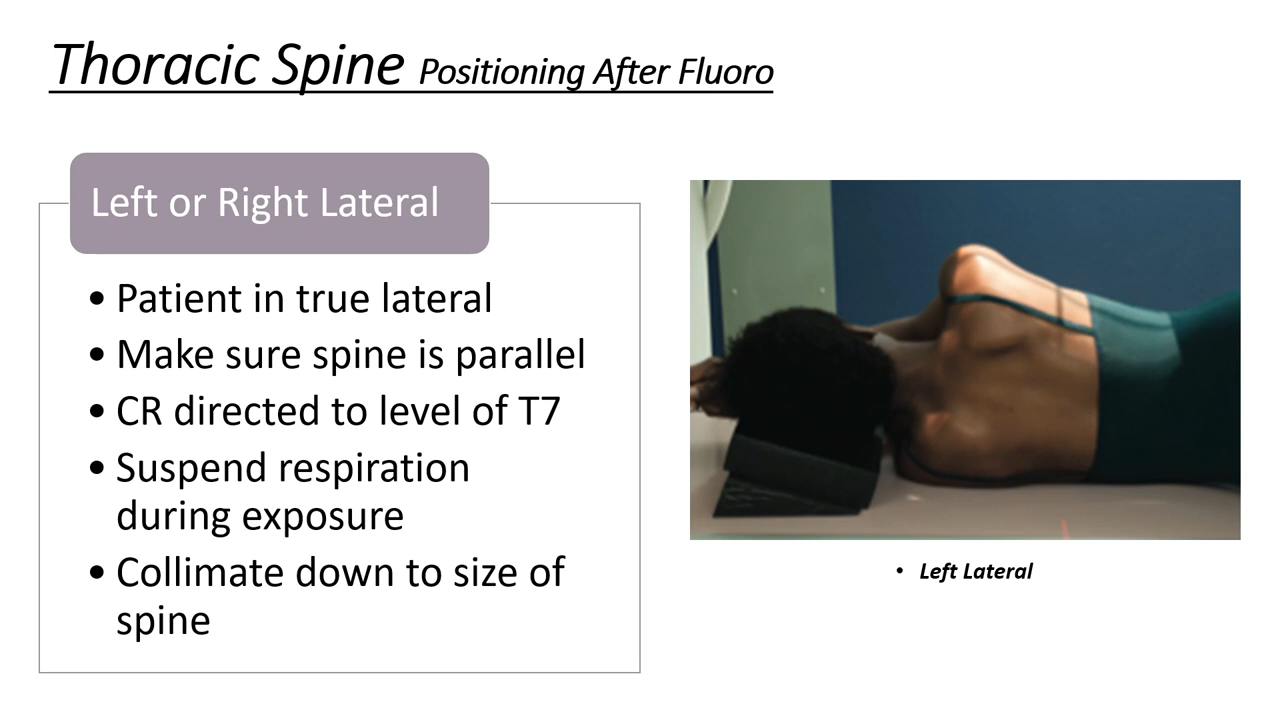 Thoracic Spine Positioning After Fluoro
Left or Right Lateral
• Patient in true lateral
• Make sure spine is parallel
• CR directed to level of T7
• Suspend respiration
during exposure
• Collimate down to size of
spine
• Left Lateral